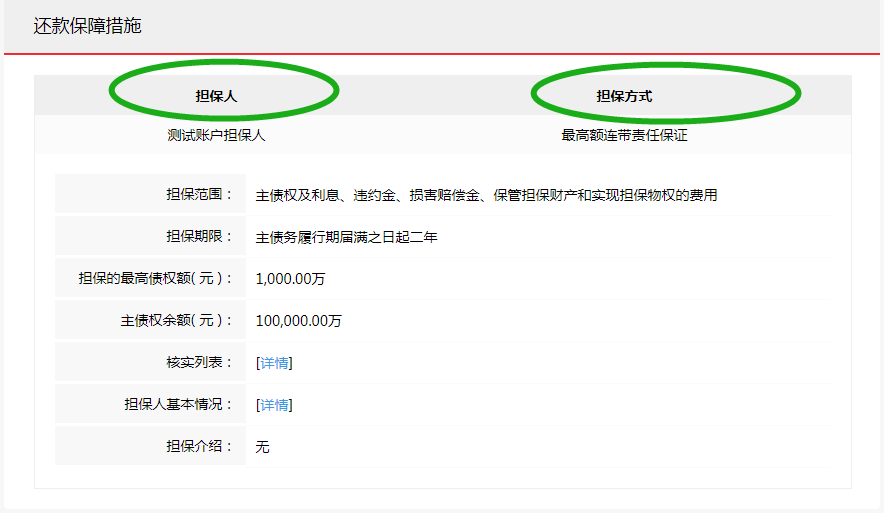 还款保障措施
担保人 担保方式
测试账户担保人 最高额连带责任保证
担保范围： 主债权及利息、违约金、损害赔偿金、保管担保财产和实现担保物权的费用
担保期限： 主债务履行期届满之日起二年
担保的最高债权额( 元 )： 1,000.00万
主债权余额( 元 )： 100,000.00万
核实列表： [详情]
担保人基本情况： [详情]
担保介绍： 无